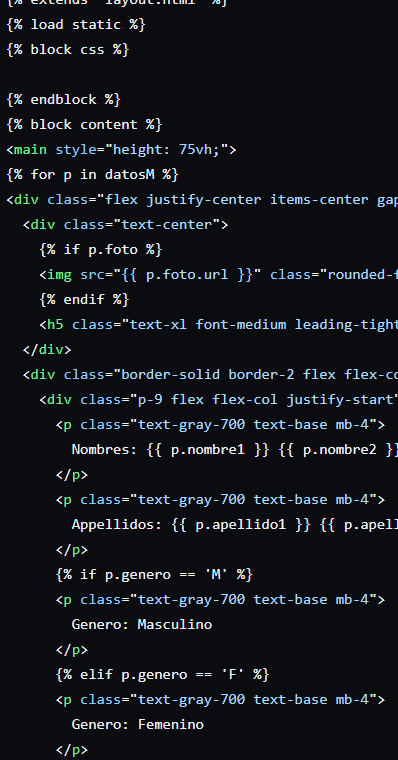 {% extends "layout.html" %}
{% load static %}
{% block css %}
{% endblock %}
{% block content %}
<main style="height: 75vh;">
{% for p in datosM %}
<div class="flex justify-center items-center gap
<div class="text-center">
{% if p.foto %}
<img src="{{ p.foto.url }}" class="rounded-f
{% endif %}
<h5 class="text-xl font-medium leading-tight
</div>
<div class="border-solid border-2 flex flex-co
<div class="p-9 flex flex-col justify-start"
<p class="text-gray-700 text-base mb-4">
Nombres: {{ p.nombre1 }} {{ p.nombre2 }}
</p>
<p class="text-gray-700 text-base mb-4">
Appellidos: {{ p.apellido1 }} {{ p.apell
</p>
{% if p.genero == 'M' %}
<p class="text-gray-700 text-base mb-4">
Genero: Masculino
</p>
{% elif p.genero == 'F' %}
<p class="text-gray-700 text-base mb-4">
Genero: Femenino
</p>